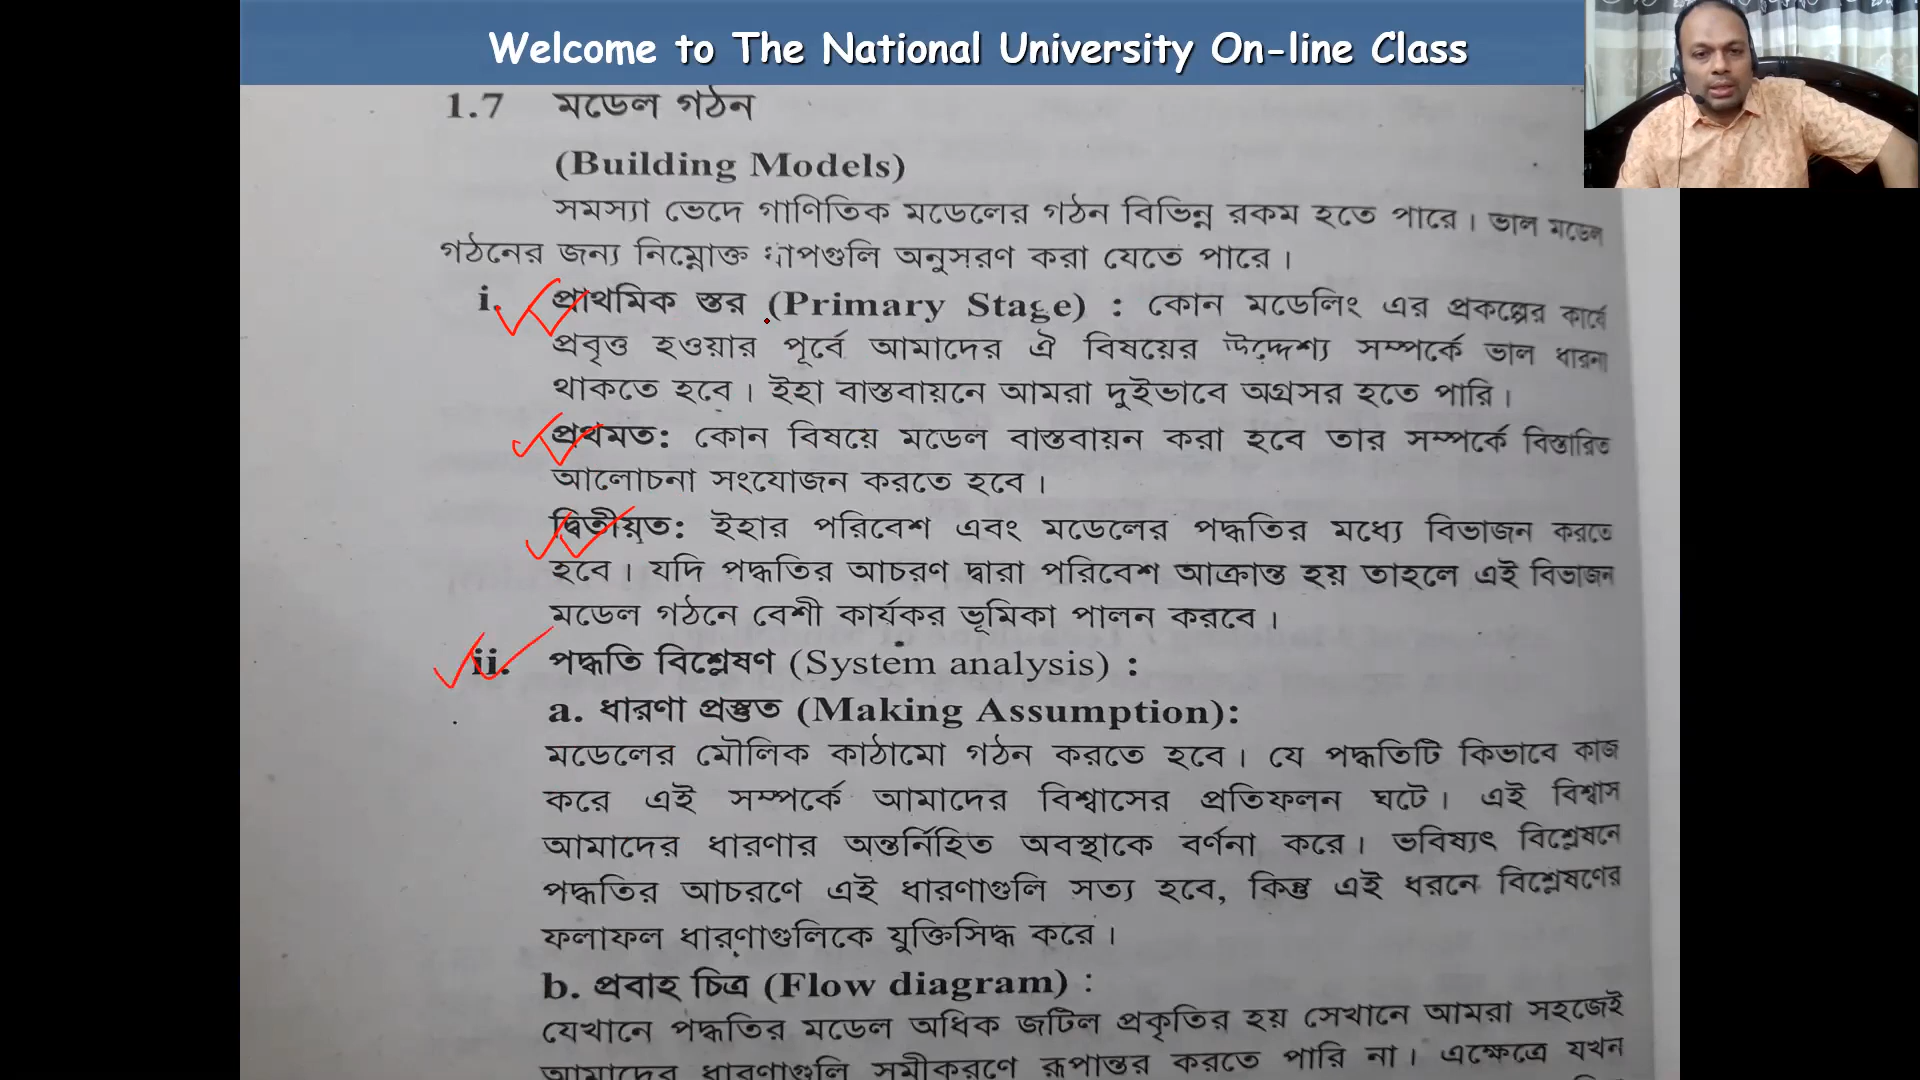 Welcome to The National University On-line Class
1.7 মডেল গঠন
(Building Models)
সমস্যা ভেদে গাণিতিক মডেলের গঠন বিভিন্ন রকম হতে পারে। ভাল মডেল
গঠনের জন্য নিম্নোক্ত ধাপগুলি অনুসরণ করা যেতে পারে।
i. প্রাথমিক স্তর (Primary Stage) : কোন মডেলিং এর প্রকল্পের কার্যে
প্রবৃত্ত হওয়ার পূর্বে আমাদের ঐ বিষয়ের উদ্দেশ্য সম্পর্কে ভাল ধারনা
থাকতে হবে। ইহা বাস্তবায়নে আমরা দুইভাবে অগ্রসর হতে পারি।
প্রথমত: কোন বিষয়ে মডেল বাস্তবায়ন করা হবে তার সম্পর্কে বিস্তারিত
আলোচনা সংযোজন করতে হবে।
দ্বিতীয়ত: ইহার পরিবেশ এবং মডেলের পদ্ধতির মধ্যে বিভাজন করতে
হবে। যদি পদ্ধতির আচরণ দ্বারা পরিবেশ আক্রান্ত হয় তাহলে এই বিভাজন
মডেল গঠনে বেশী কার্যকর ভূমিকা পালন করবে।
ii. পদ্ধতি বিশ্লেষণ (System analysis) :
a. ধারণা প্রস্তুত (Making Assumption):
মডেলের মৌলিক কাঠামো গঠন করতে হবে। যে পদ্ধতিটি কিভাবে কাজ
করে এই সম্পর্কে আমাদের বিশ্বাসের প্রতিফলন ঘটে। এই বিশ্বাস
আমাদের ধারণার অন্তর্নিহিত অবস্থাকে বর্ণনা করে। ভবিষ্যৎ বিশ্লেষনে
পদ্ধতির আচরণে এই ধারণাগুলি সত্য হবে, কিন্তু এই ধরনে বিশ্লেষণের
ফলাফল ধারণাগুলিকে যুক্তিসিদ্ধ করে।
b. প্রবাহ চিত্র (Flow diagram) :
যেখানে পদ্ধতির মডেল অধিক জটিল প্রকৃতির হয় সেখানে আমরা সহজেই
আমাদের ধারণাগুলি সমীকরণে রূপান্তর করতে পারি না। এক্ষেত্রে যখন